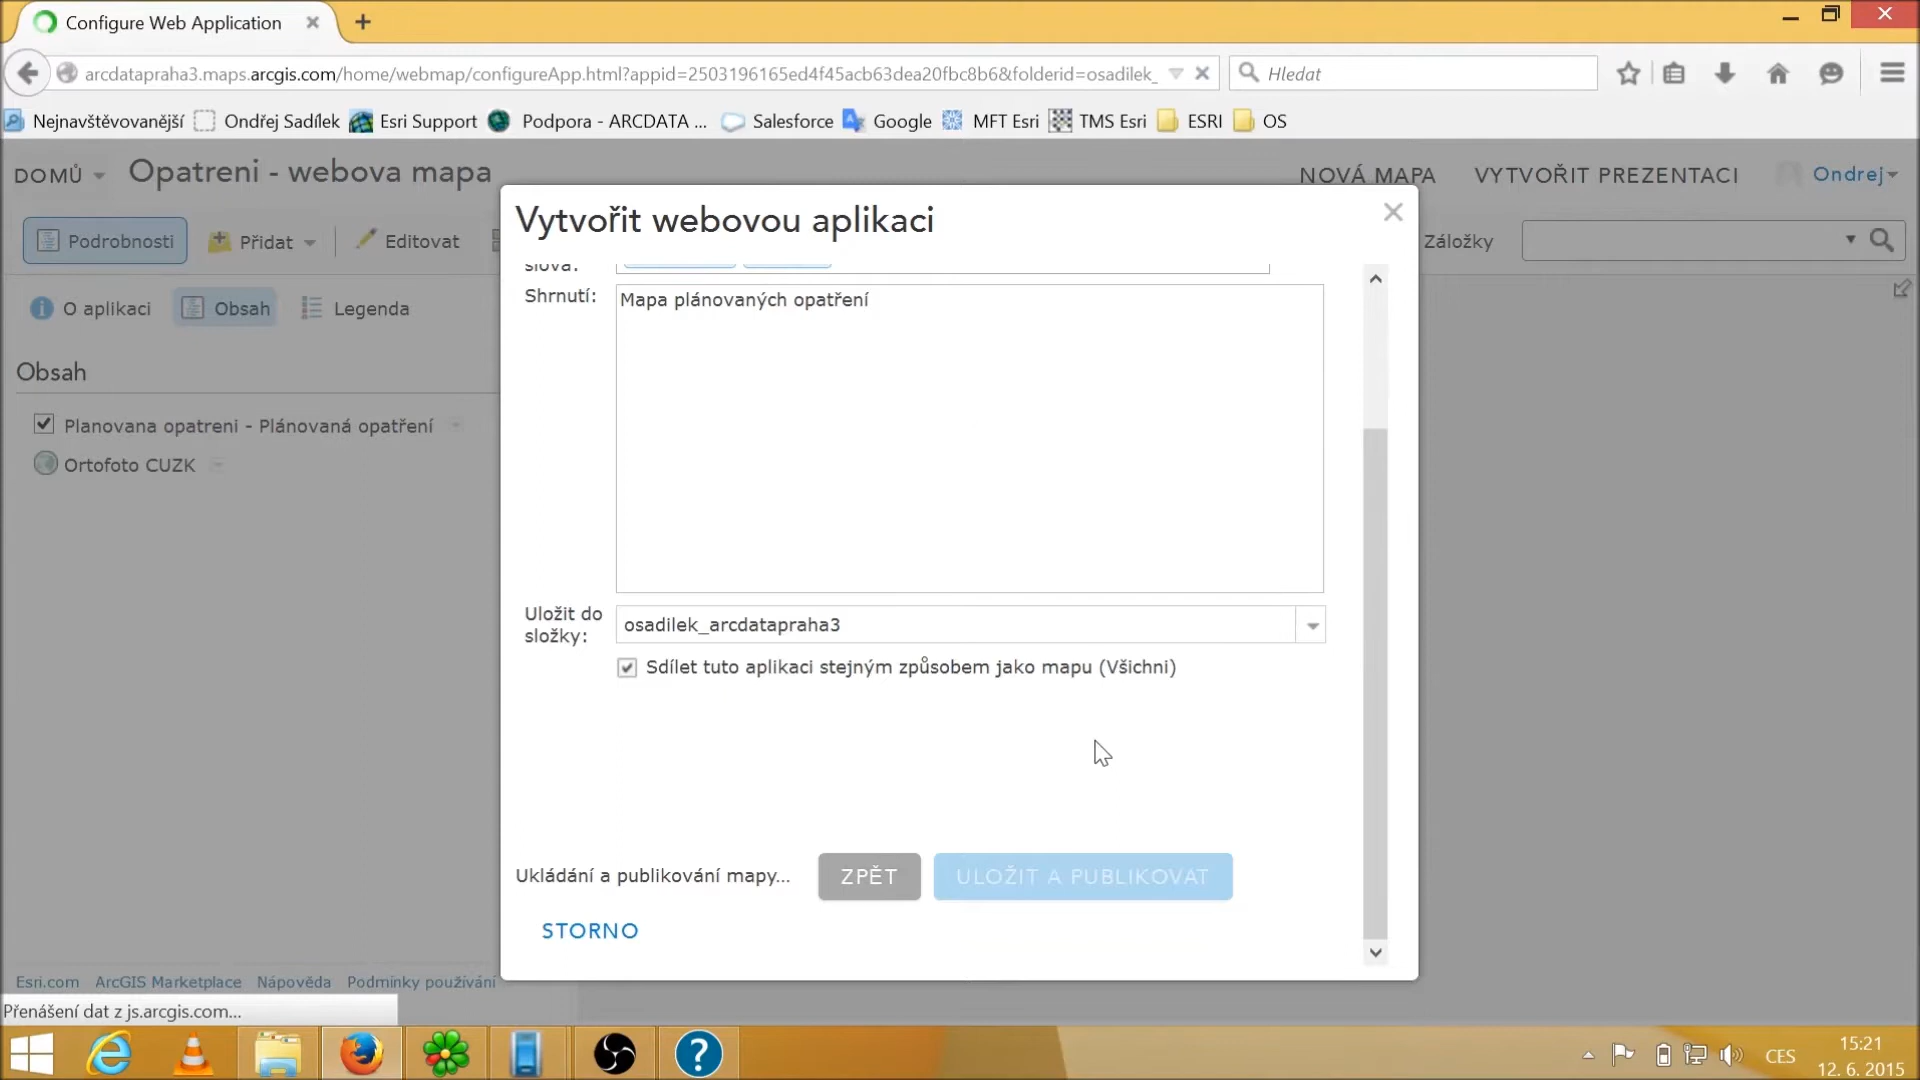 Configure Web Application
arcdatapraha3.maps.arcgis.com/home/webmap/configureApp.html?appid=2503196165ed4f45acb63dea20fbc8b6&folderid=osadilek_
Hledat
Nejnavštěvovanější Ondřej Sadílek Esri Support Podpora - ARCDATA ... Salesforce Google MFT Esri TMS Esri ESRI OS
DOMŮ Opatreni - webova mapa NOVÁ MAPA VYTVOŘIT PREZENTACI Ondrej
Vytvořit webovou aplikaci
Podrobnosti Přidat Editovat Záložky
slova:
Shrnutí: Mapa plánovaných opatření
O aplikaci Obsah Legenda
Obsah
Planovana opatreni - Plánovaná opatření
Ortofoto CUZK
Uložit do
složky:
osadilek_arcdatapraha3
Sdílet tuto aplikaci stejným způsobem jako mapu (Všichni)
Ukládání a publikování mapy... ZPĚT ULOŽIT A PUBLIKOVAT
STORNO
Esri.com ArcGIS Marketplace Nápověda Podmínky používání
Přenášení dat z js.arcgis.com...
CES
15:21
12. 6. 2015